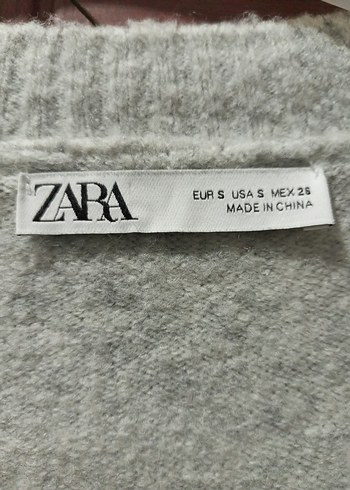 ZARA
EUR S USA S MEX 26
MADE IN CHINA